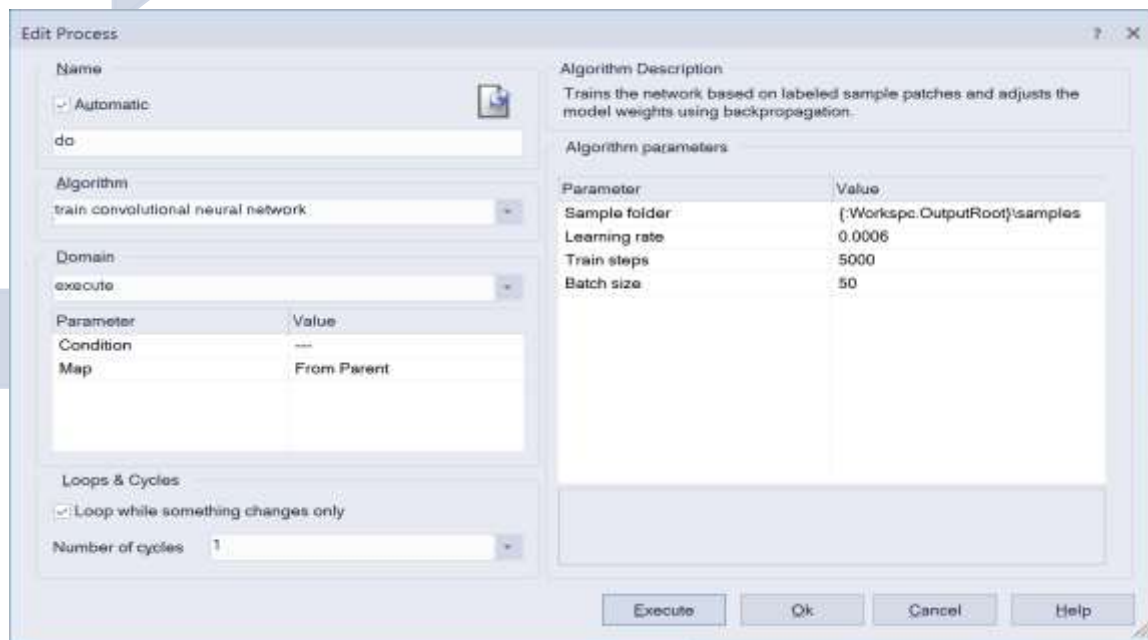 Edit Process
? ×
Name
Automatic
do
Algorithm
train convolutional neural network
Domain
execute
Parameter Value
Condition ---
Map From Parent
Loops & Cycles
Loop while something changes only
Number of cycles 1
Algorithm Description
Trains the network based on labeled sample patches and adjusts the
model weights using backpropagation.
Algorithm parameters
Parameter Value
Sample folder {:Workspc.OutputRoot}\samples
Learning rate 0.0006
Train steps 5000
Batch size 50
Execute Ok Cancel Help